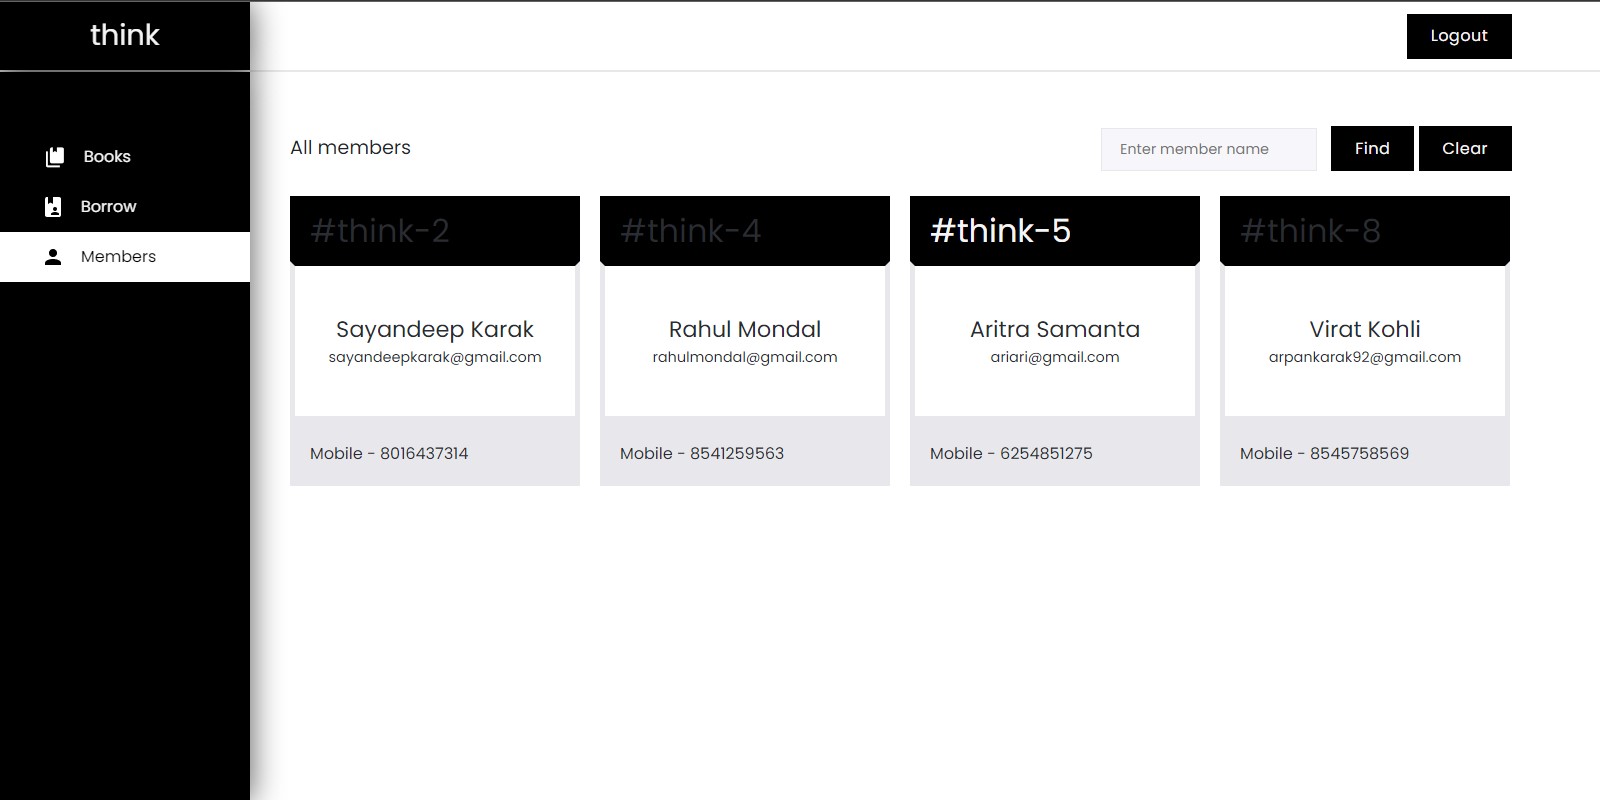 think
Logout
Books
Borrow
Members
All members
Enter member name
Find
Clear
#think-2
Sayandeep Karak
sayandeepkarak@gmail.com
Mobile - 8016437314
#think-4
Rahul Mondal
rahulmondal@gmail.com
Mobile - 8541259563
#think-5
Aritra Samanta
ariari@gmail.com
Mobile - 6254851275
#think-8
Virat Kohli
arpankarak92@gmail.com
Mobile - 8545758569